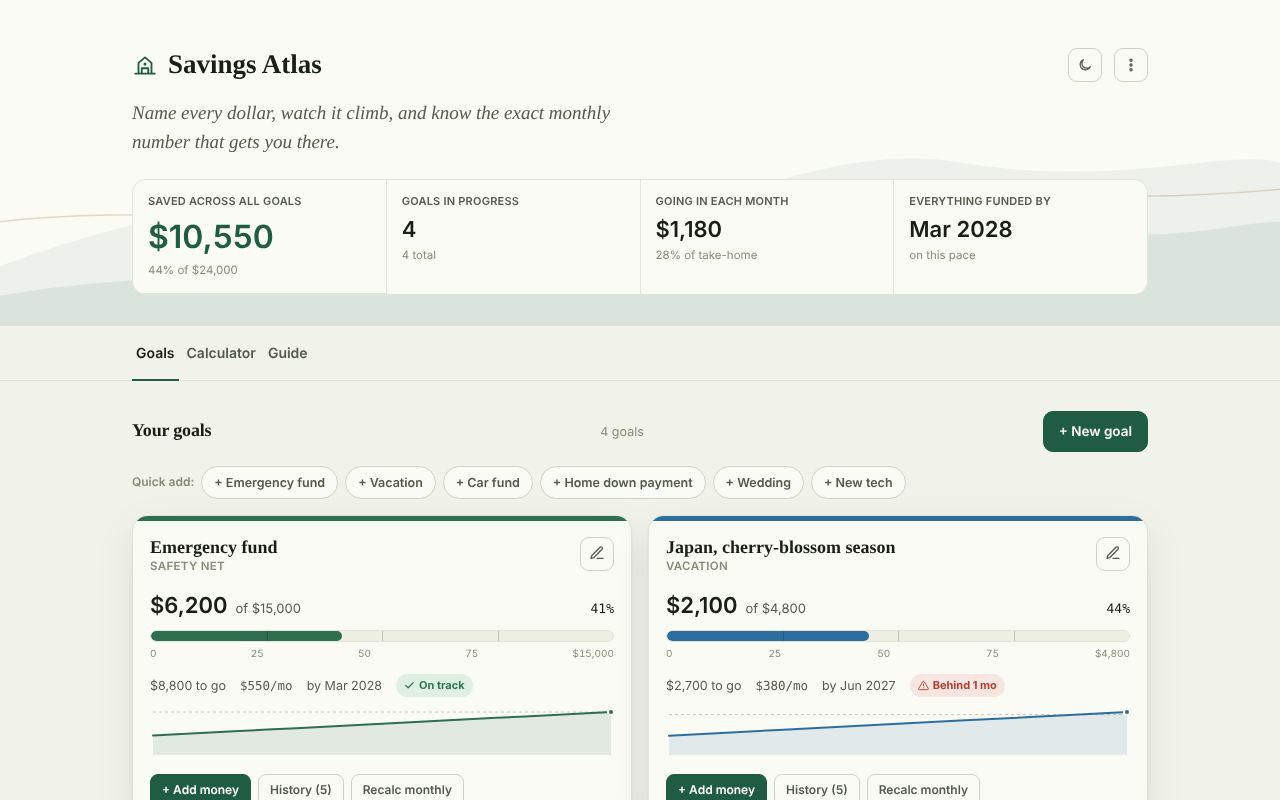 Savings Atlas
Name every dollar, watch it climb, and know the exact monthly
number that gets you there.
SAVED ACROSS ALL GOALS
$10,550
44% of $24,000
GOALS IN PROGRESS
4
4 total
GOING IN EACH MONTH
$1,180
28% of take-home
EVERYTHING FUNDED BY
Mar 2028
on this pace
Goals Calculator Guide
Your goals 4 goals + New goal
Quick add: + Emergency fund + Vacation + Car fund + Home down payment + Wedding + New tech
Emergency fund
SAFETY NET
$6,200 of $15,000 41%
0 25 50 75 $15,000
$8,800 to go $550/mo by Mar 2028 On track
+ Add money History (5) Recalc monthly
Japan, cherry-blossom season
VACATION
$2,100 of $4,800 44%
0 25 50 75 $4,800
$2,700 to go $380/mo by Jun 2027 Behind 1 mo
+ Add money History (5) Recalc monthly